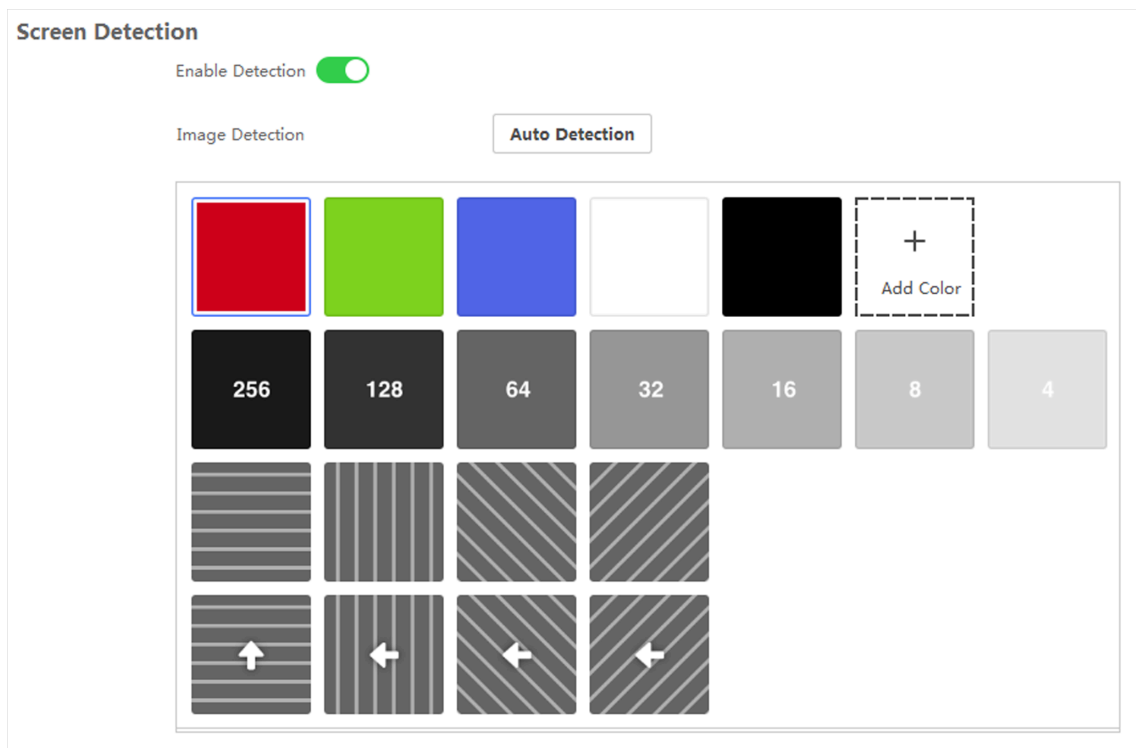 Screen Detection
Enable Detection
Image Detection
Auto Detection
+
Add Color
256
128
64
32
16
8
4